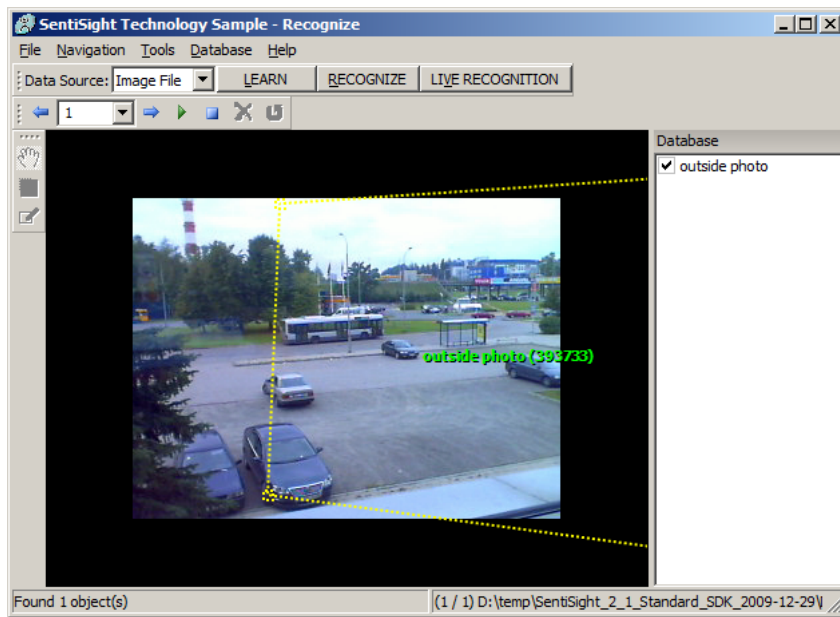 SentiSight Technology Sample - Recognize
File Navigation Tools Database Help
Data Source: Image File LEARN RECOGNIZE LIVE RECOGNITION
1
Database
outside photo
outside photo (393733)
Found 1 object(s)
(1 / 1) D:\temp\SentiSight_2_1_Standard_SDK_2009-12-29\